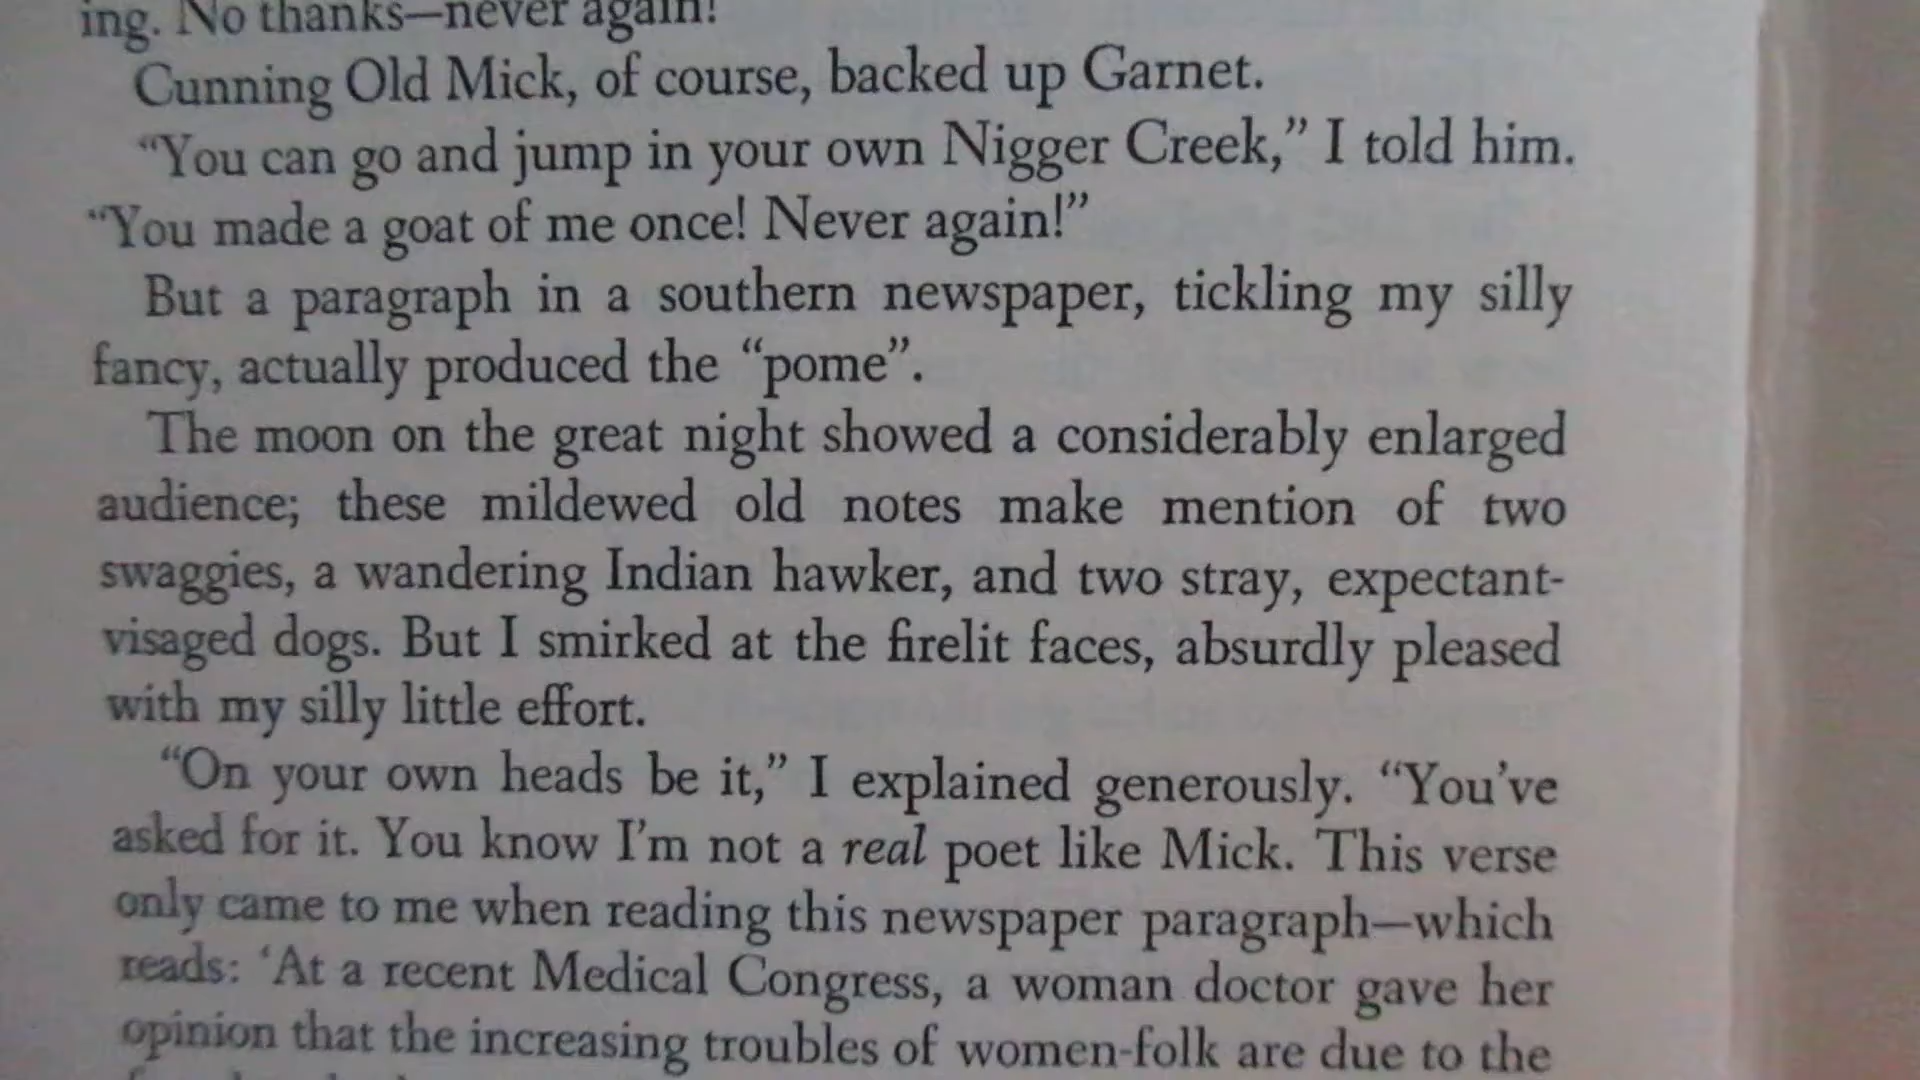 ing. No thanks—never again!
Cunning Old Mick, of course, backed up Garnet.
“You can go and jump in your own Nigger Creek,” I told him.
“You made a goat of me once! Never again!”
But a paragraph in a southern newspaper, tickling my silly
fancy, actually produced the “pome”.
The moon on the great night showed a considerably enlarged
audience; these mildewed old notes make mention of two
swaggies, a wandering Indian hawker, and two stray, expectant-
visaged dogs. But I smirked at the firelit faces, absurdly pleased
with my silly little effort.
“On your own heads be it,” I explained generously. “You’ve
asked for it. You know I’m not a real poet like Mick. This verse
only came to me when reading this newspaper paragraph—which
reads: ‘At a recent Medical Congress, a woman doctor gave her
opinion that the increasing troubles of women-folk are due to the